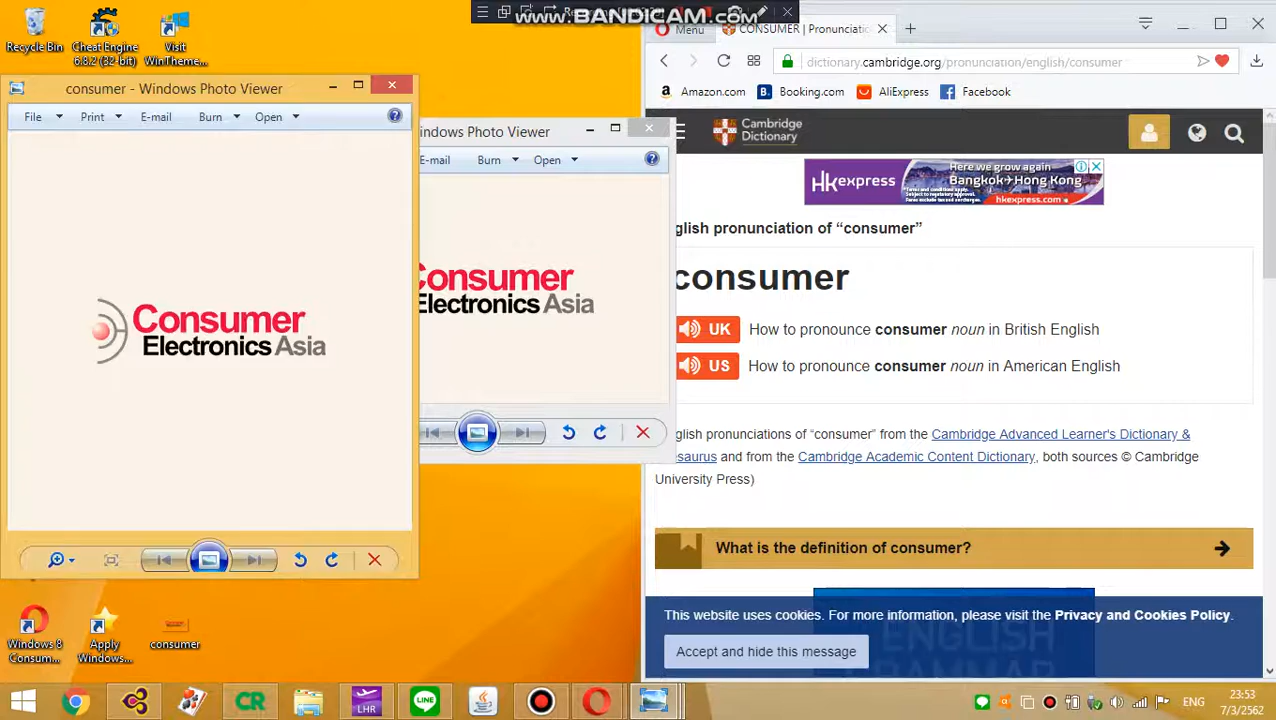 www.BANDICAM.com
Recycle Bin
Cheat Engine 6.8.2 (32-bit)
Visit WinTheme...
consumer - Windows Photo Viewer
File Print E-mail Burn Open
Consumer
Electronics Asia
indows Photo Viewer
E-mail Burn Open
onsumer
Electronics Asia
Menu
CONSUMER | Pronunciatio
dictionary.cambridge.org/pronunciation/english/consumer
Amazon.com Booking.com AliExpress Facebook
Cambridge
Dictionary
HK express
Here we grow again
Bangkok Hong Kong
hkexpress.com
glish pronunciation of “consumer”
consumer
UK How to pronounce consumer noun in British English
US How to pronounce consumer noun in American English
glish pronunciations of “consumer” from the Cambridge Advanced Learner's Dictionary &
esaurus and from the Cambridge Academic Content Dictionary, both sources © Cambridge
University Press)
What is the definition of consumer?
ENGLISH
GRAMMAR
This website uses cookies. For more information, please visit the Privacy and Cookies Policy.
Accept and hide this message
Windows 8 Consum...
Apply Windows...
consumer
CR
LHR
LINE
ENG
23:53
7/3/2562